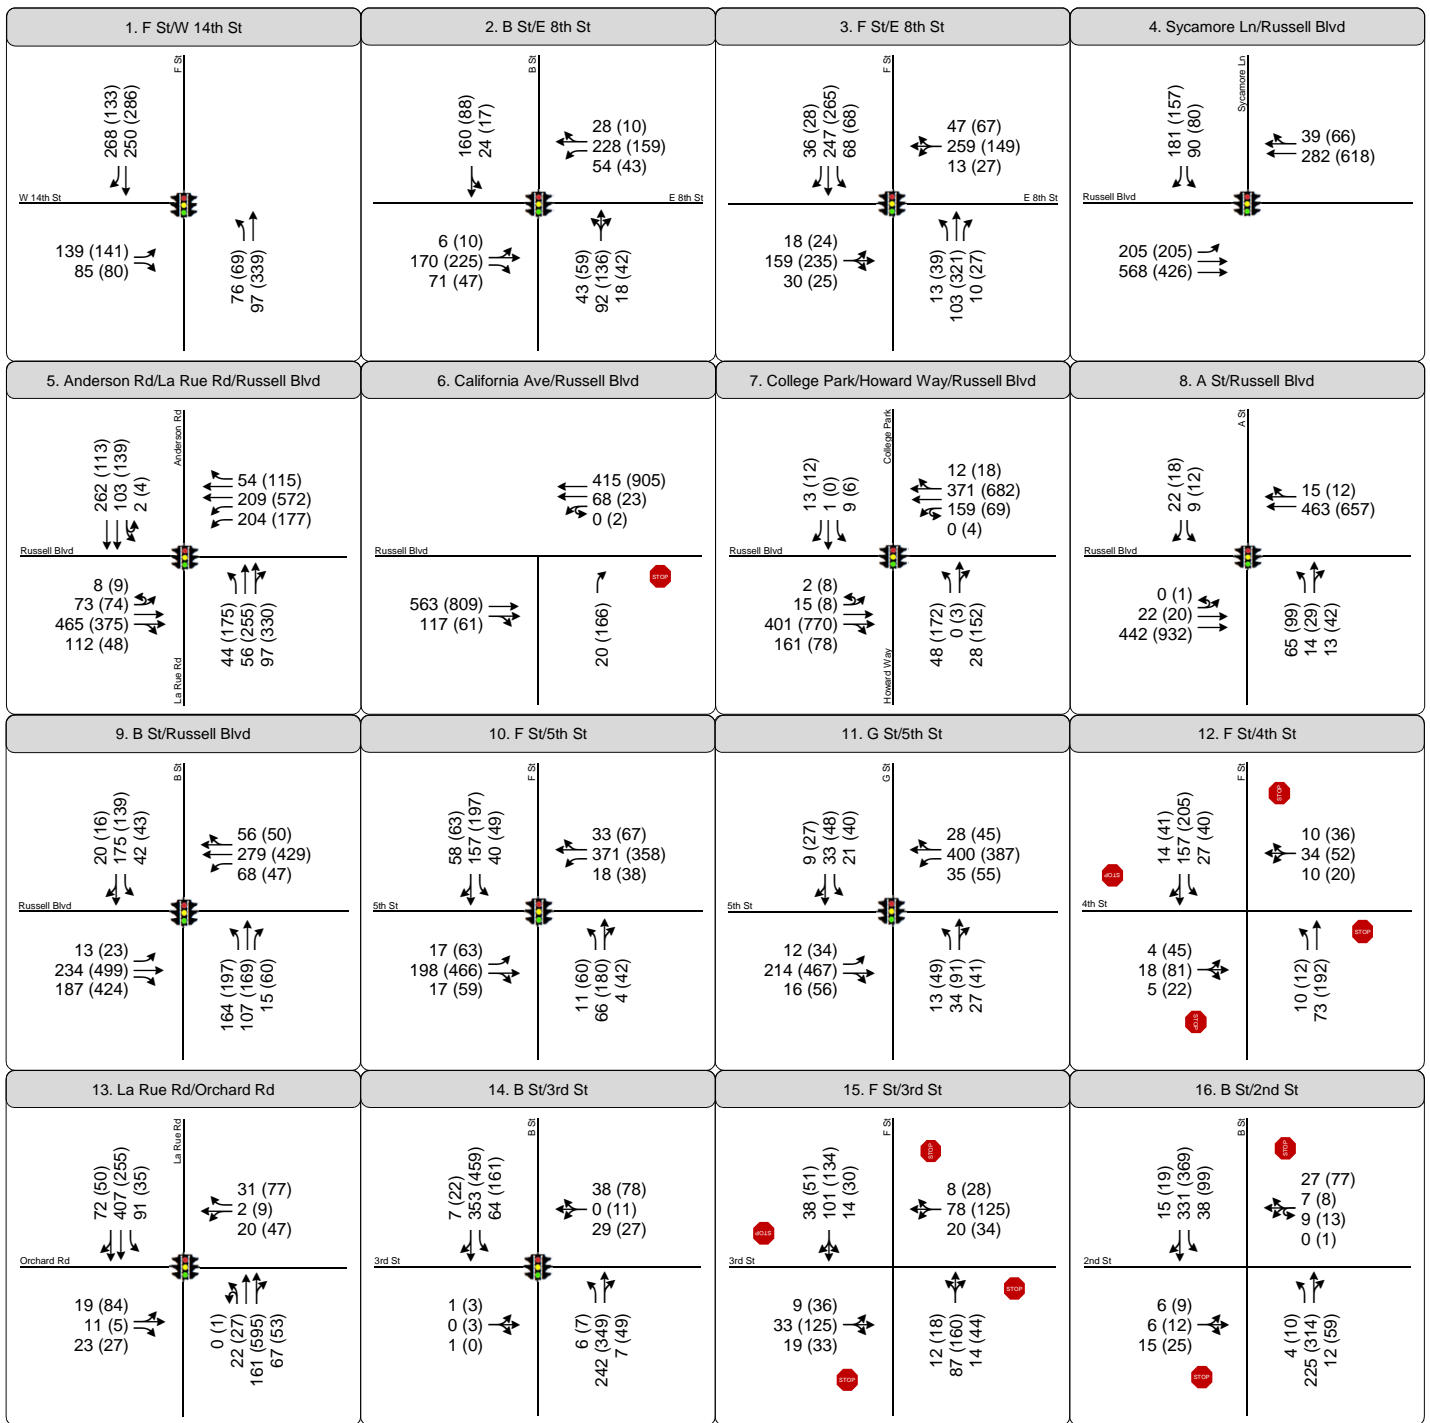 1. F St/W 14th St
F St
268 (133)
250 (286)
W 14th St
139 (141)
85 (80)
76 (69)
97 (339)
2. B St/E 8th St
B St
160 (88)
24 (17)
28 (10)
228 (159)
54 (43)
E 8th St
6 (10)
170 (225)
71 (47)
43 (59)
92 (136)
18 (42)
3. F St/E 8th St
F St
36 (28)
247 (265)
68 (68)
47 (67)
259 (149)
13 (27)
E 8th St
18 (24)
159 (235)
30 (25)
13 (39)
103 (321)
10 (27)
4. Sycamore Ln/Russell Blvd
Sycamore Ln
181 (157)
90 (80)
39 (66)
282 (618)
Russell Blvd
205 (205)
568 (426)
5. Anderson Rd/La Rue Rd/Russell Blvd
Anderson Rd
262 (113)
103 (139)
2 (4)
54 (115)
209 (572)
204 (177)
Russell Blvd
8 (9)
73 (74)
465 (375)
112 (48)
44 (175)
56 (255)
97 (330)
La Rue Rd
6. California Ave/Russell Blvd
415 (905)
68 (23)
0 (2)
Russell Blvd
STOP
563 (809)
117 (61)
20 (166)
7. College Park/Howard Way/Russell Blvd
College Park
13 (12)
1 (0)
9 (6)
12 (18)
371 (682)
159 (69)
0 (4)
Russell Blvd
2 (8)
15 (8)
401 (770)
161 (78)
48 (172)
0 (3)
28 (152)
Howard Way
8. A St/Russell Blvd
A St
22 (18)
9 (12)
15 (12)
463 (657)
Russell Blvd
0 (1)
22 (20)
442 (932)
65 (99)
14 (29)
13 (42)
9. B St/Russell Blvd
B St
20 (16)
175 (139)
42 (43)
56 (50)
279 (429)
68 (47)
Russell Blvd
13 (23)
234 (499)
187 (424)
164 (197)
107 (169)
15 (60)
10. F St/5th St
F St
58 (63)
157 (197)
40 (49)
33 (67)
371 (358)
18 (38)
5th St
17 (63)
198 (466)
17 (59)
11 (60)
66 (180)
4 (42)
11. G St/5th St
G St
9 (27)
33 (48)
21 (40)
28 (45)
400 (387)
35 (55)
5th St
12 (34)
214 (467)
16 (56)
13 (49)
34 (91)
27 (41)
12. F St/4th St
F St
STOP
14 (41)
157 (205)
27 (40)
10 (36)
34 (52)
10 (20)
STOP
4th St
STOP
4 (45)
18 (81)
5 (22)
10 (12)
73 (192)
STOP
13. La Rue Rd/Orchard Rd
La Rue Rd
72 (50)
407 (255)
91 (35)
31 (77)
2 (9)
20 (47)
Orchard Rd
19 (84)
11 (5)
23 (27)
0 (1)
22 (27)
161 (595)
67 (53)
14. B St/3rd St
B St
7 (22)
353 (459)
64 (161)
38 (78)
0 (11)
29 (27)
3rd St
1 (3)
0 (3)
1 (0)
6 (7)
242 (349)
7 (49)
15. F St/3rd St
F St
STOP
38 (51)
101 (134)
14 (30)
8 (28)
78 (125)
20 (34)
STOP
3rd St
STOP
9 (36)
33 (125)
19 (33)
12 (18)
87 (160)
14 (44)
STOP
16. B St/2nd St
B St
STOP
15 (19)
331 (369)
38 (99)
27 (77)
7 (8)
9 (13)
0 (1)
2nd St
6 (9)
6 (12)
15 (25)
4 (10)
225 (314)
12 (59)
STOP